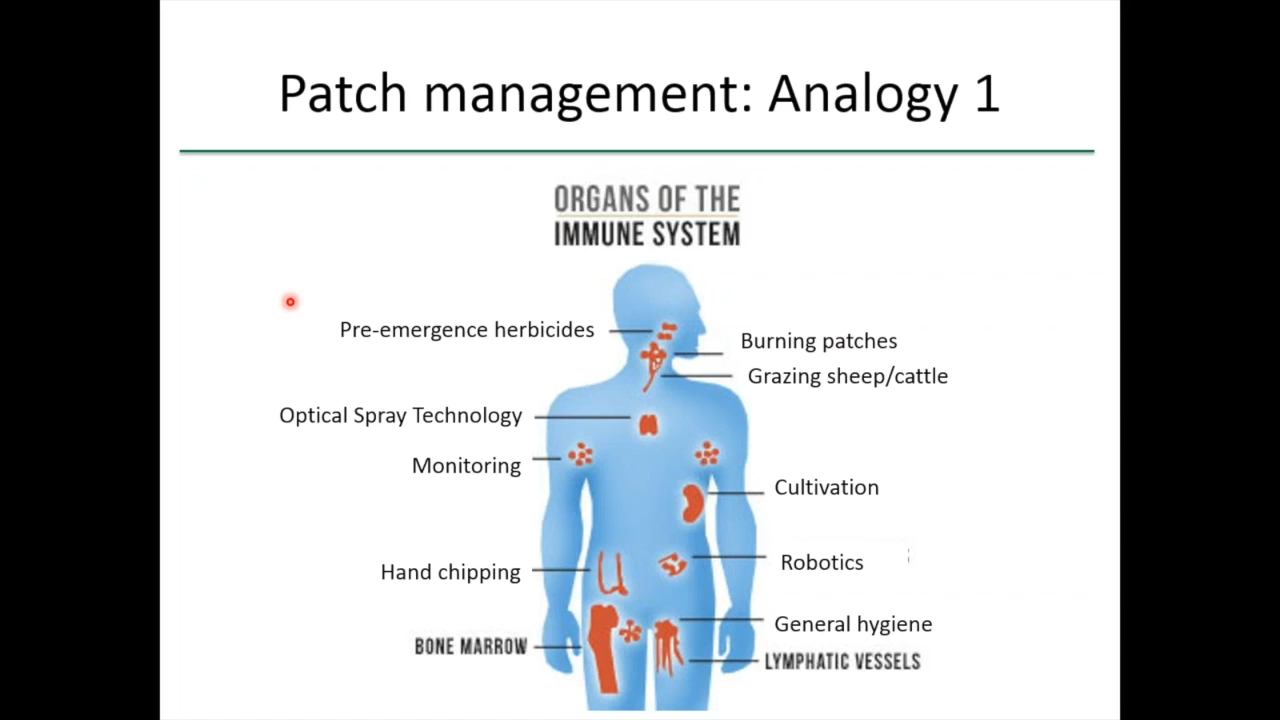 Patch management: Analogy 1
ORGANS OF THE
IMMUNE SYSTEM
Pre-emergence herbicides
Burning patches
Grazing sheep/cattle
Optical Spray Technology
Monitoring
Cultivation
Robotics
Hand chipping
General hygiene
BONE MARROW
LYMPHATIC VESSELS